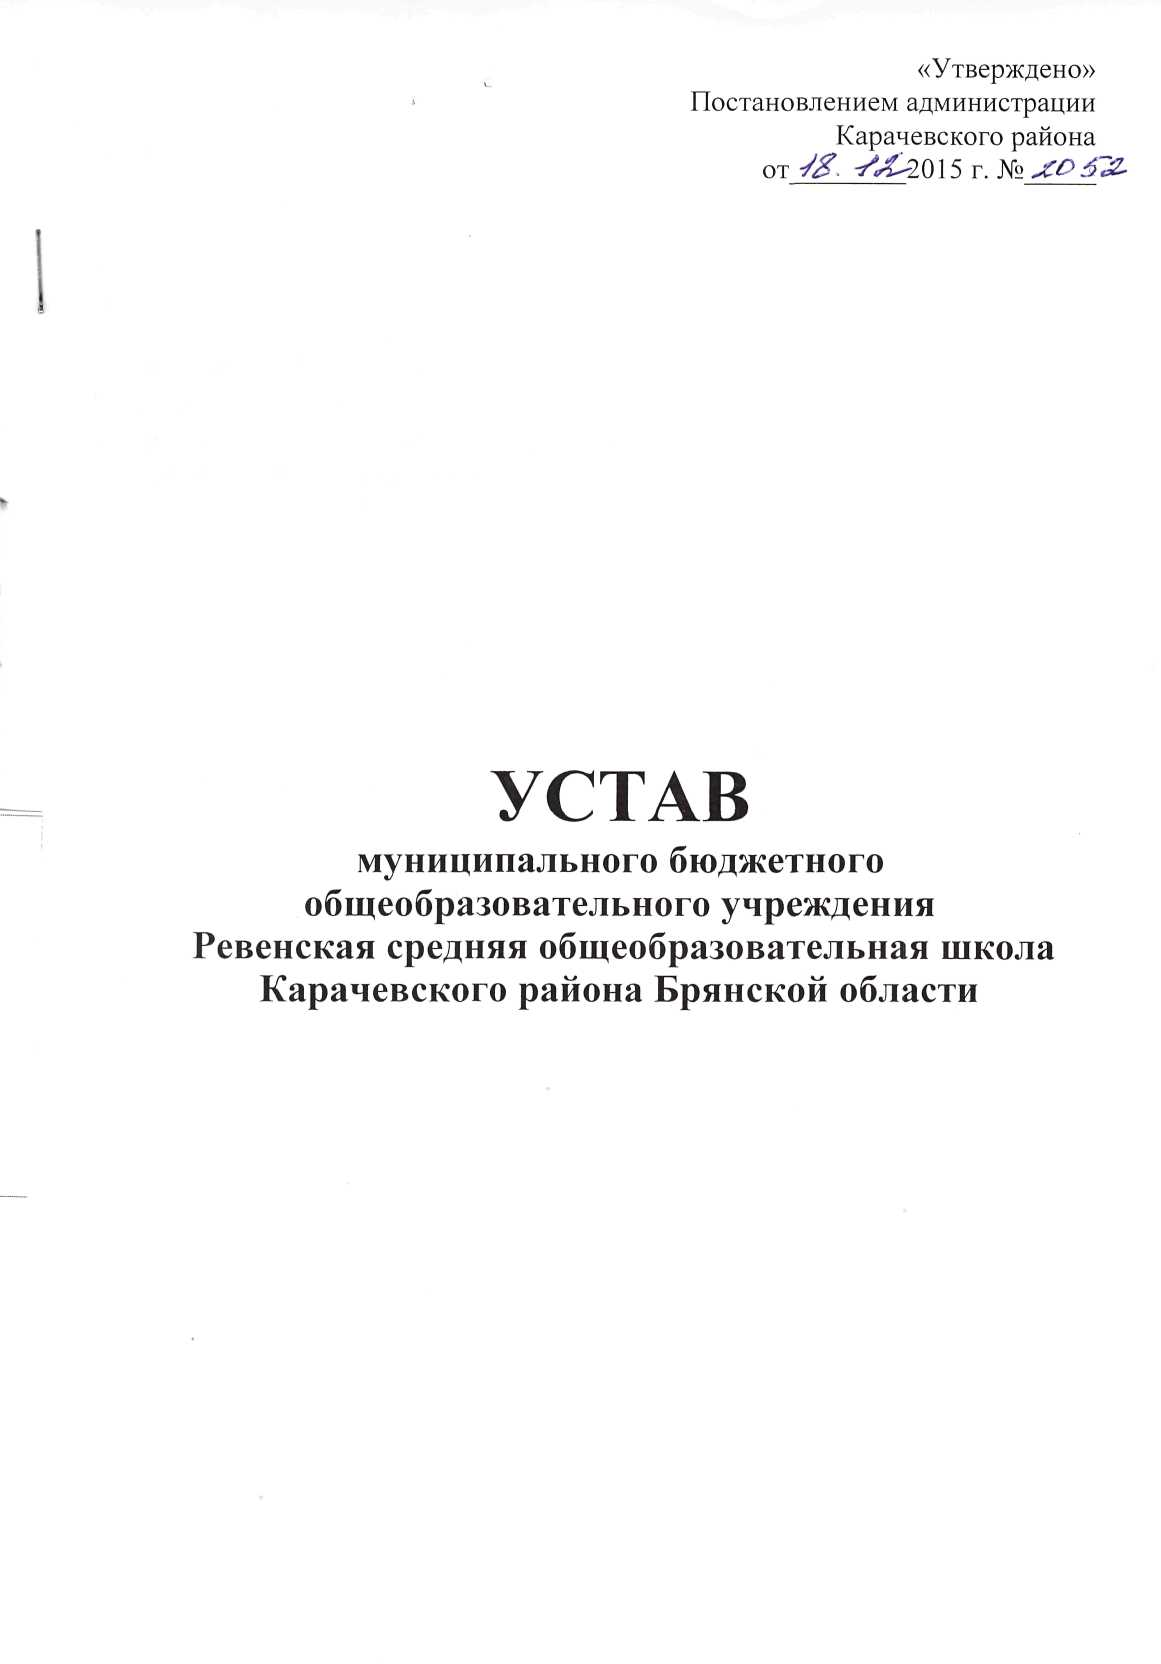 «Утверждено»
Постановлением администрации
Карачевского района
от 18. 12 2015 г. № 2052
УСТАВ
муниципального бюджетного
общеобразовательного учреждения
Ревенская средняя общеобразовательная школа
Карачевского района Брянской области